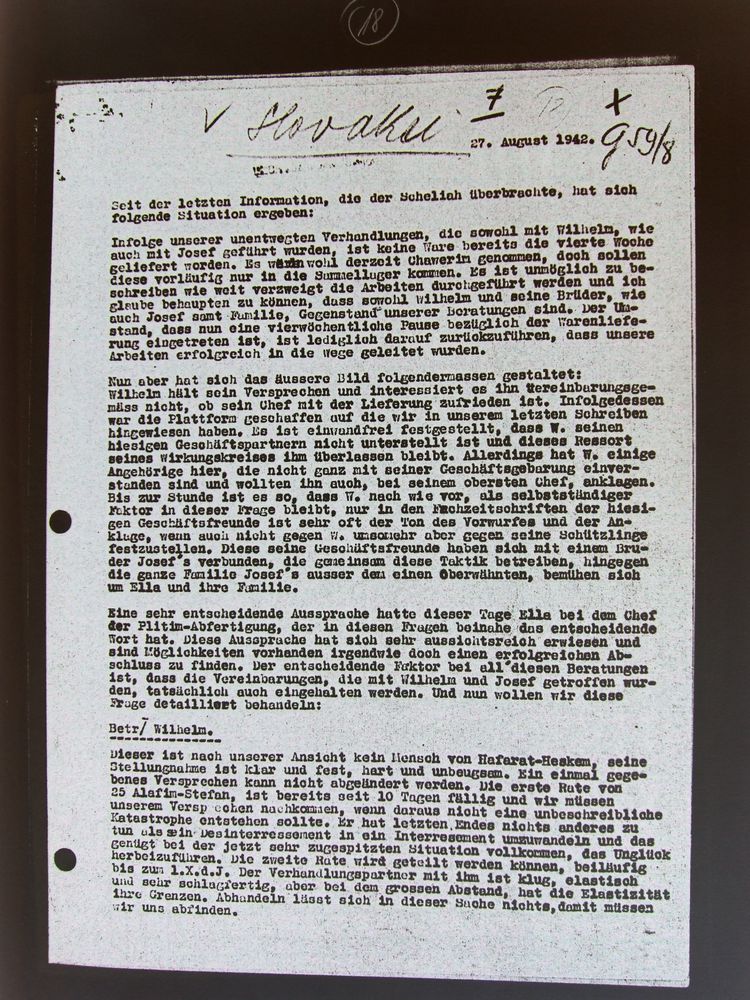 18
7
X
✓ Slovakei
27. August 1942.
g59/8
Seit der letzten Information, die der Scheliah überbrachte, hat sich
folgende Situation ergeben:
Infolge unserer unentwegten Verhandlungen, die sowohl mit Wilhelm, wie
auch mit Josef geführt wurden, ist keine Ware bereits die vierte Woche
geliefert worden. Es wohl derzeit Chawerim genommen, doch sollen
diese vorläufig nur in die Sammellager kommen. Es ist unmöglich zu be-
schreiben wie weit verzweigt die Arbeiten durchgeführt werden und ich
glaube behaupten zu können, dass sowohl Wilhelm und seine Brüder, wie
auch Josef samt Familie, Gegenstand unserer Beratungen sind. Der Um-
stand, dass nun eine vierwöchentliche Pause bezüglich der Warenliefe-
rung eingetreten ist, ist lediglich darauf zurückzuführen, dass unsere
Arbeiten erfolgreich in die Wege geleitet wurden.
Nun aber hat sich das äussere Bild folgendermassen gestaltet:
Wilhelm hält sein Versprechen und interessiert es ihn vereinbarungsge-
mäss nicht, ob sein Chef mit der Lieferung zufrieden ist. Infolgedessen
war die Plattform geschaffen auf die wir in unserem letzten Schreiben
hingewiesen haben. Es ist einwandfrei festgestellt, dass W. seinen
hiesigen Geschäftspartnern nicht unterstellt ist und dieses Ressort
seines Wirkungskreises ihm überlassen bleibt. Allerdings hat W. einige
Angehörige hier, die nicht ganz mit seiner Geschäftsgebarung einver-
standen sind und wollten ihn auch, bei seinem obersten Chef, anklagen.
Bis zur Stunde ist es so, dass W. nach wie vor, als selbstständiger
Faktor in dieser Frage bleibt, nur in den Fachzeitschriften der hiesi-
gen Geschäftsfreunde ist sehr oft der Ton des Vorwurfes und der An-
klage, wenn auch nicht gegen W. umsomehr aber gegen seine Schützlinge
festzustellen. Diese seine Geschäftsfreunde haben sich mit einem Bru-
der Josef's verbunden, die gemeinsam diese Taktik betreiben, hingegen
die ganze Familie Josef's ausser dem einen Oberwähnten, bemühen sich
um Ella und ihre Familie.
Eine sehr entscheidende Aussprache hatte dieser Tage Ella bei dem Chef
der Plitim-Abfertigung, der in diesen Fragen beinahe das entscheidende
Wort hat. Diese Aussprache hat sich sehr aussichtsreich erwiesen und
sind Möglichkeiten vorhanden irgendwie doch einen erfolgreichen Ab-
schluss zu finden. Der entscheidende Faktor bei all diesen Beratungen
ist, dass die Vereinbarungen, die mit Wilhelm und Josef getroffen wur-
den, tatsächlich auch eingehalten werden. Und nun wollen wir diese
Frage detailliert behandeln:
Betr/ Wilhelm.
Dieser ist nach unserer Ansicht kein Mensch von Hafarat-Heskem, seine
Stellungnahme ist klar und fest, hart und unbeugsam. Ein einmal gege-
benes Versprechen kann nicht abgeändert werden. Die erste Rate von
25 Alafim-Stefan, ist bereits seit 10 Tagen fällig und wir müssen
unserem Versprechen nachkommen, wenn daraus nicht eine unbeschreibliche
Katastrophe entstehen sollte. Er hat letzten Endes nichts anderes zu
tun als sein Desinterressement in ein Interresement umzuwandeln und das
genügt bei der jetzt sehr zugespitzten Situation vollkommen, das Unglück
herbeizuführen. Die zweite Rate wird geteilt werden können, beiläufig
bis zum 1.X.d.J. Der Verhandlungspartner mit ihm ist klug, elastisch
und sehr schlagfertig, aber bei dem grossen Abstand, hat die Elastizität
ihre Grenzen. Abhandeln lässt sich in dieser Sache nichts, damit müssen
wir uns abfinden.